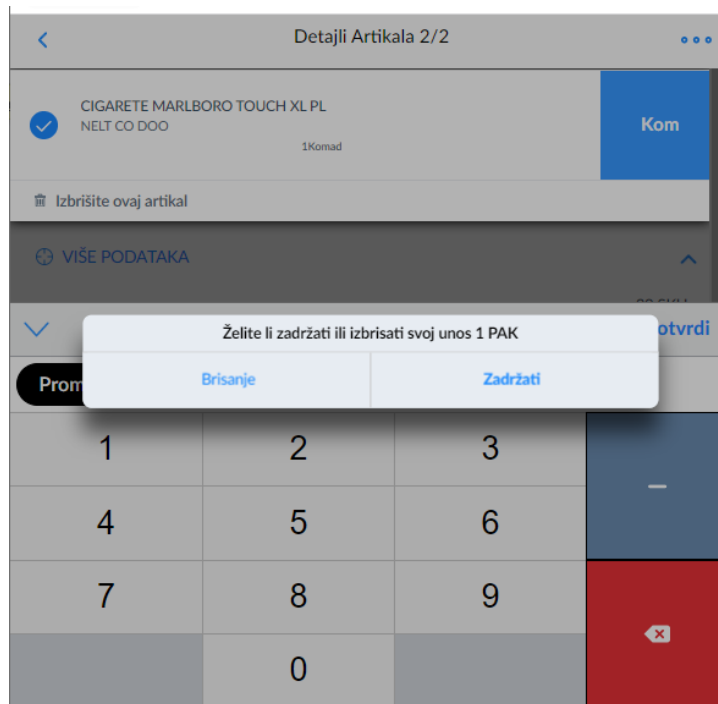 Detajli Artikala 2/2
CIGARETE MARLBORO TOUCH XL PL
NELT CO DOO
1Komad
Kom
Izbrišite ovaj artikal
VIŠE PODATAKA
Želite li zadržati ili izbrisati svoj unos 1 PAK
otvrdi
Brisanje
Zadržati
Prom
1 2 3
4 5 6
7 8 9
0